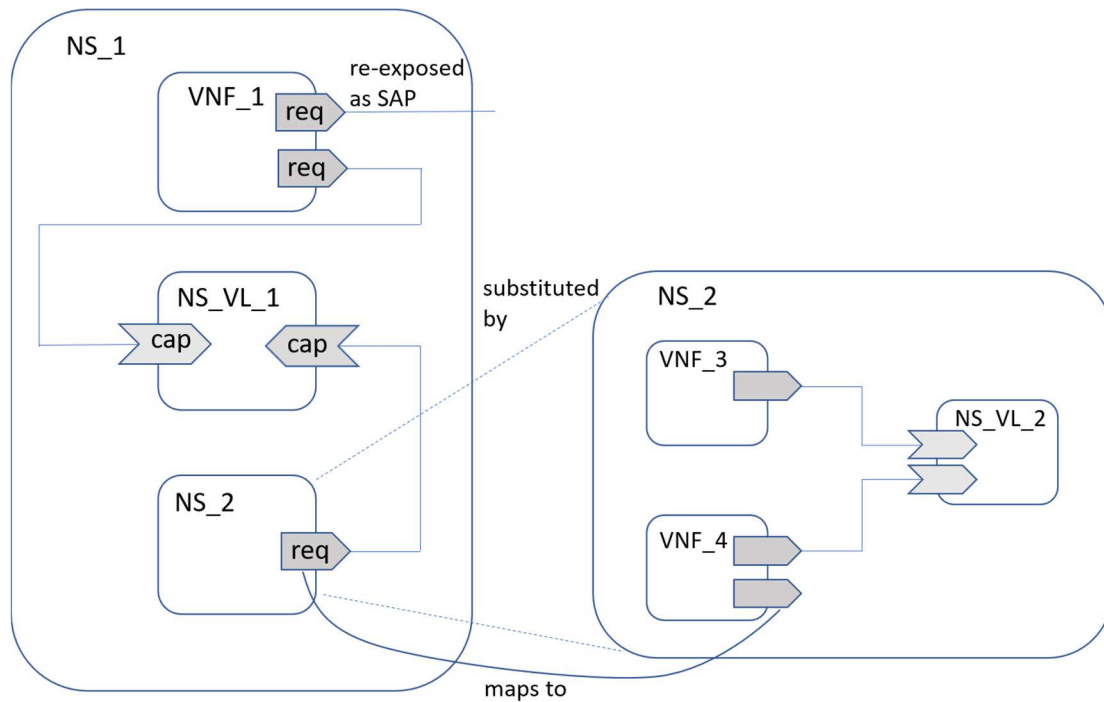 NS_1
re-exposed
as SAP
VNF_1
req
req
NS_VL_1
cap
cap
NS_2
req
substituted
by
NS_2
VNF_3
NS_VL_2
VNF_4
maps to